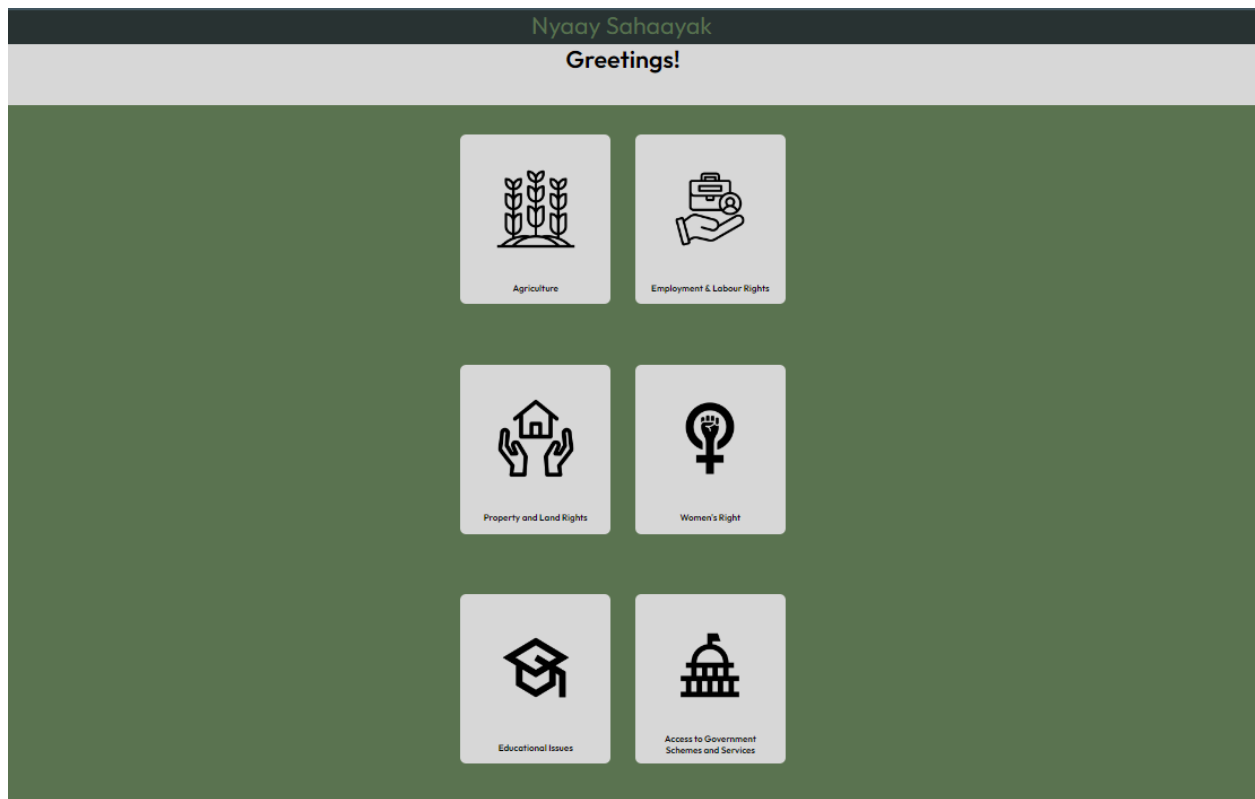 Nyaay Sahaayak
Greetings!
Agriculture
Employment & Labour Rights
Property and Land Rights
Women's Right
Educational Issues
Access to Government
Schemes and Services